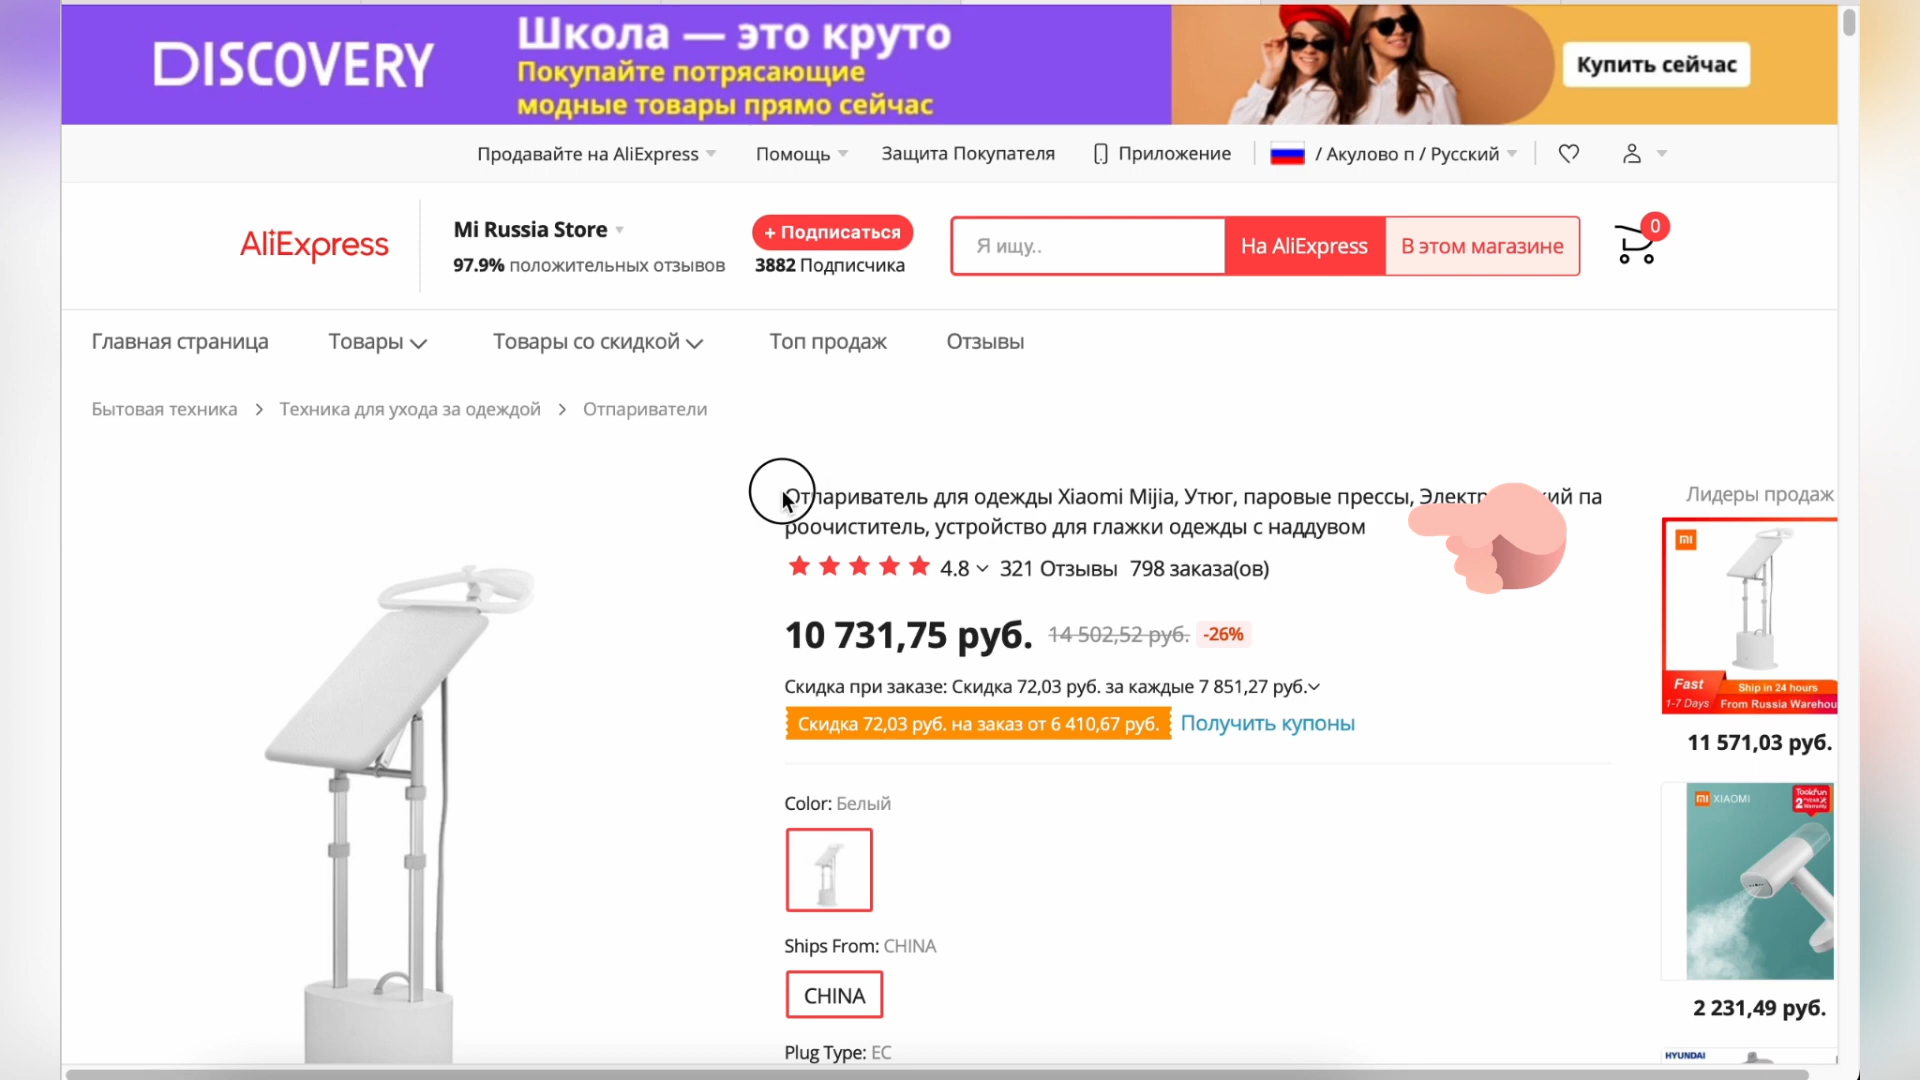 DISCOVERY
Школа — это круто
Покупайте потрясающие
модные товары прямо сейчас
Купить сейчас
Продавайте на AliExpress
Помощь
Защита Покупателя
Приложение
/ Акулово п / Русский
AliExpress
Mi Russia Store
97.9% положительных отзывов
+ Подписаться
3882 Подписчика
Я ищу..
На AliExpress
В этом магазине
0
Главная страница
Товары
Товары со скидкой
Топ продаж
Отзывы
Бытовая техника > Техника для ухода за одеждой > Отпариватели
Отпариватель для одежды Xiaomi Mijia, Утюг, паровые прессы, па
роочиститель, устройство для глажки одежды с наддувом
4.8 321 Отзывы 798 заказа(ов)
10 731,75 руб. 14 502,52 руб. -26%
Скидка при заказе: Скидка 72,03 руб. за каждые 7 851,27 руб.
Скидка 72,03 руб. на заказ от 6 410,67 руб. Получить купоны
Color: Белый
Ships From: CHINA
CHINA
Plug Type: EC
Лидеры продаж
mi
Fast
1-7 Days
Ship in 24 hours
From Russia
11 571,03 руб.
mi XIAOMI
2 231,49 руб.
HYUNDAI